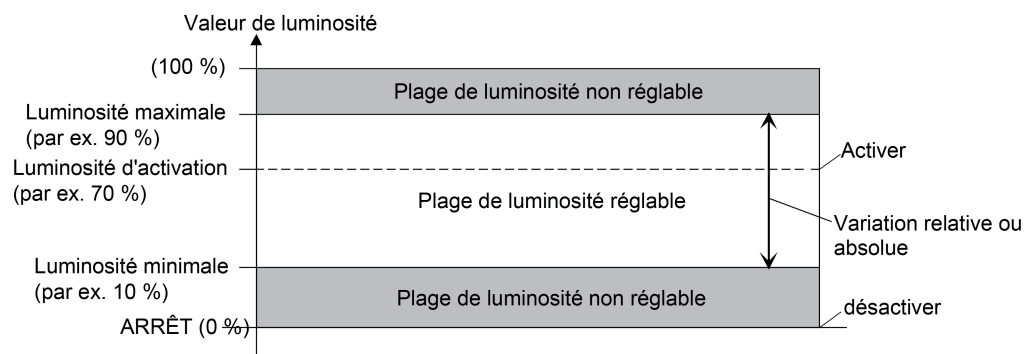 Valeur de luminosité
(100 %)
Plage de luminosité non réglable
Luminosité maximale
(par ex. 90 %)
Activer
Luminosité d'activation
(par ex. 70 %)
Plage de luminosité réglable
Variation relative ou
absolue
Luminosité minimale
(par ex. 10 %)
Plage de luminosité non réglable
désactiver
ARRÊT (0 %)